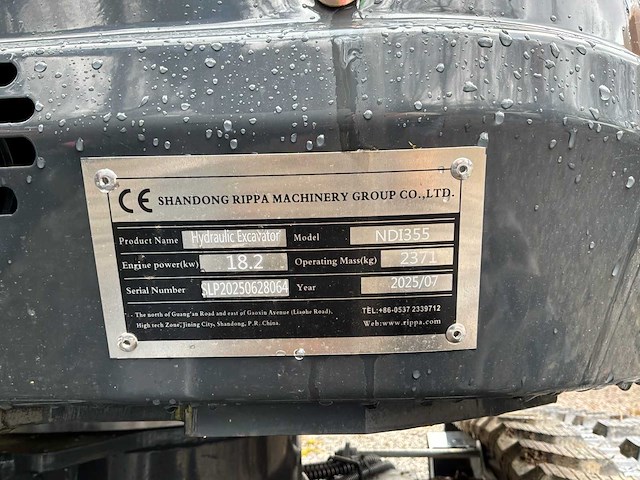 CE SHANDONG RIPPA MACHINERY GROUP CO.,LTD.
Product Name Hydraulic Excavator Model NDI355
Engine power(kw) 18.2 Operating Mass(kg) 2371
Serial Number SLP20250628064 Year 2025/07
The north of Guang'an Road and east of Gaoxin Avenue (Lisohe Road), TEL:+86-0537 2339712
High tech Zone, Jining City, Shandong, P.R. China. Web:www.rippa.com